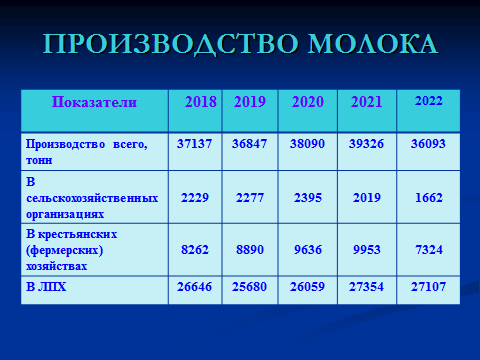 ПРОИЗВОДСТВО МОЛОКА
Показатели 2018 2019 2020 2021 2022
Производство всего, 37137 36847 38090 39326 36093
тонн
В
сельскохозяйственных 2229 2277 2395 2019 1662
организациях
В крестьянских
(фермерских) 8262 8890 9636 9953 7324
хозяйствах
В ЛПХ 26646 25680 26059 27354 27107